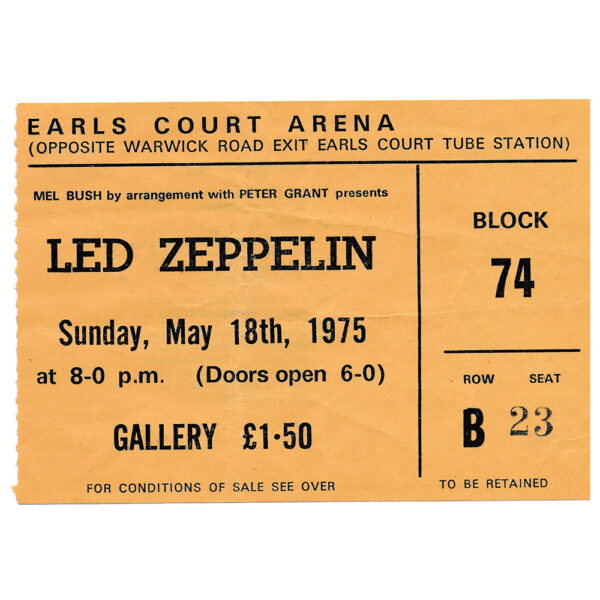 EARLS COURT ARENA
(OPPOSITE WARWICK ROAD EXIT EARLS COURT TUBE STATION)
MEL BUSH by arrangement with PETER GRANT presents
LED ZEPPELIN
Sunday, May 18th, 1975
at 8-0 p.m. (Doors open 6-0)
GALLERY £1·50
FOR CONDITIONS OF SALE SEE OVER
BLOCK
74
ROW SEAT
B 23
TO BE RETAINED